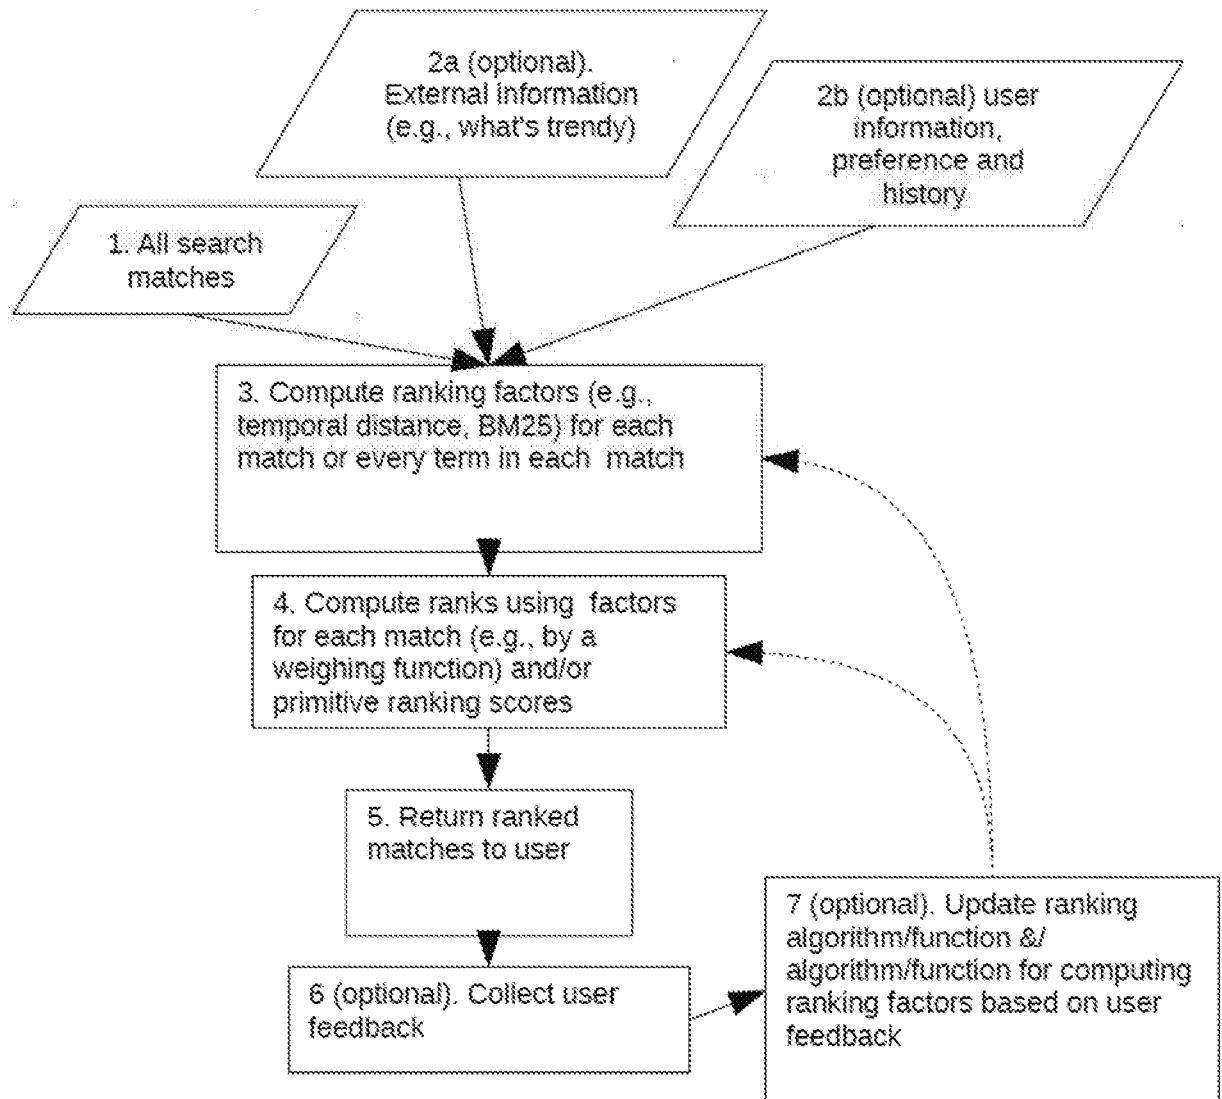 2a (optional).
External information
(e.g., what's trendy)
2b (optional) user
information,
preference and
history
1. All search
matches
3. Compute ranking factors (e.g.,
temporal distance, BM25) for each
match or every term in each  match
4. Compute ranks using  factors
for each match (e.g., by a
weighing function) and/or
primitive ranking scores
5. Return ranked
matches to user
6 (optional). Collect user
feedback
7 (optional). Update ranking
algorithm/function &/
algorithm/function for computing
ranking factors based on user
feedback